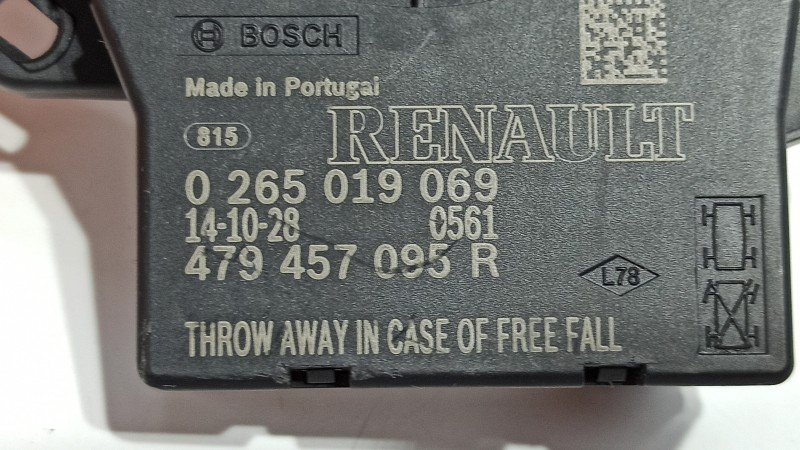 BOSCH
Made in Portugal
815
RENAULT
0 265 019 069
14-10-28 0561
479 457 095 R
L78
THROW AWAY IN CASE OF FREE FALL